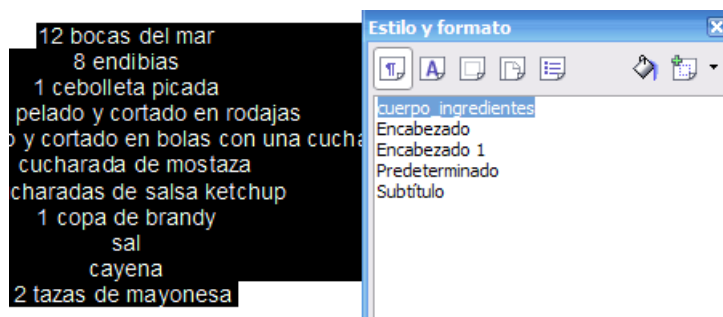 12 bocas del mar
8 endibias
1 cebolleta picada
pelado y cortado en rodajas
y cortado en bolas con una
cucharada de mostaza
charadas de salsa ketchup
1 copa de brandy
sal
cayena
2 tazas de mayonesa
Estilo y formato
cuerpo_ingredientes
Encabezado
Encabezado 1
Predeterminado
Subtítulo